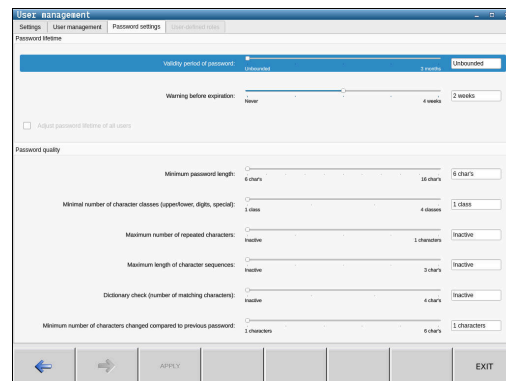 User management
Settings User management Password settings User-defined roles
Password lifetime
Validity period of password: Unbounded 3 months Unbounded
Warning before expiration: Never 4 weeks 2 weeks
Adjust password lifetime of all users
Password quality
Minimum password length: 6 char's 16 char's 6 char's
Minimal number of character classes (upper/lower, digits, special): 1 class 4 classes 1 class
Maximum number of repeated characters: Inactive 1 characters Inactive
Maximum length of character sequences: Inactive 3 char's Inactive
Dictionary check (number of matching characters): Inactive 4 char's Inactive
Minimum number of characters changed compared to previous password: 1 characters 6 char's 1 characters
APPLY EXIT